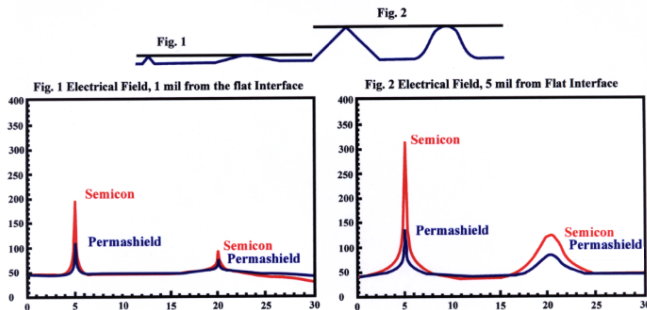 Fig. 2
Fig. 1
Fig. 1 Electrical Field, 1 mil from the flat Interface
400
350
300
250
200
150
100
50
0
0 5 10 15 20 25 30
Semicon
Permashield
Semicon
Permashield
Fig. 2 Electrical Field, 5 mil from Flat Interface
400
350
300
250
200
150
100
50
0
0 5 10 15 20 25 30
Semicon
Permashield
Semicon
Permashield